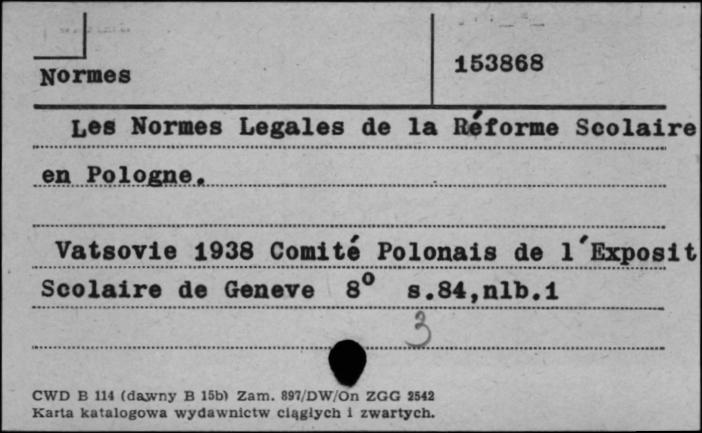 Normes
153868
Les Normes Legales de la Réforme Scolaire
en Pologne.
Vatsovie 1938 Comité Polonais de l'Exposit
Scolaire de Geneve 8° s.84,nlb.1
3
CWD B 114 (dawny B 15b) Zam. 897/DW/On ZGG 2542
Karta katalogowa wydawnictw ciągłych i zwartych.